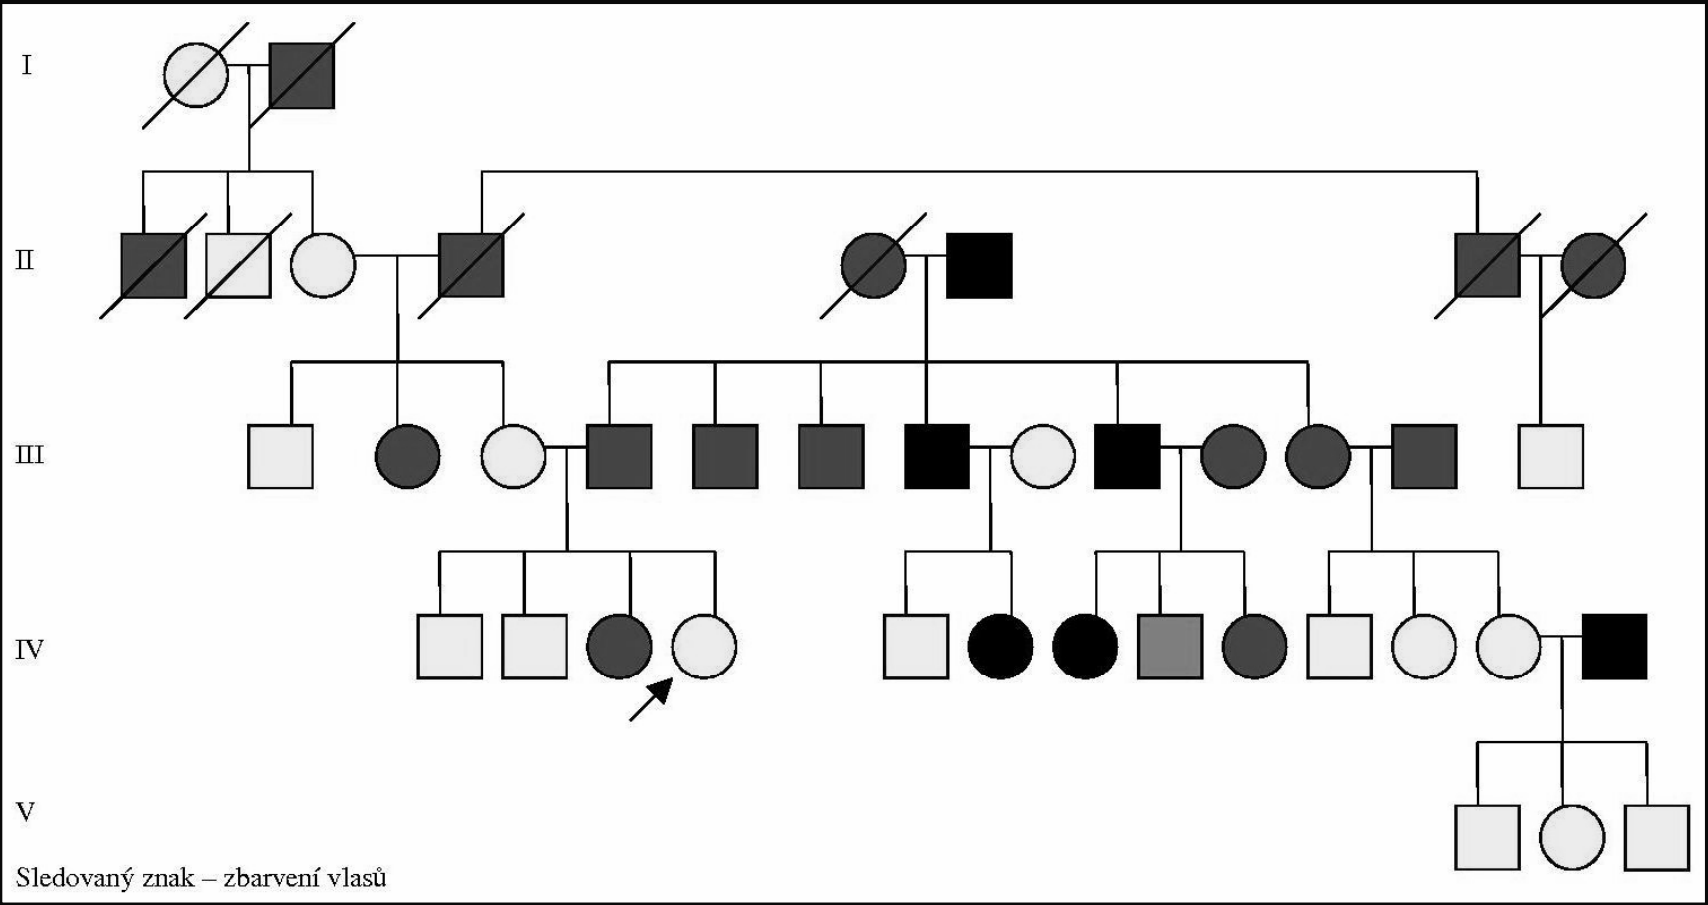 I
II
III
IV
V
Sledovaný znak – zbarvení vlasů